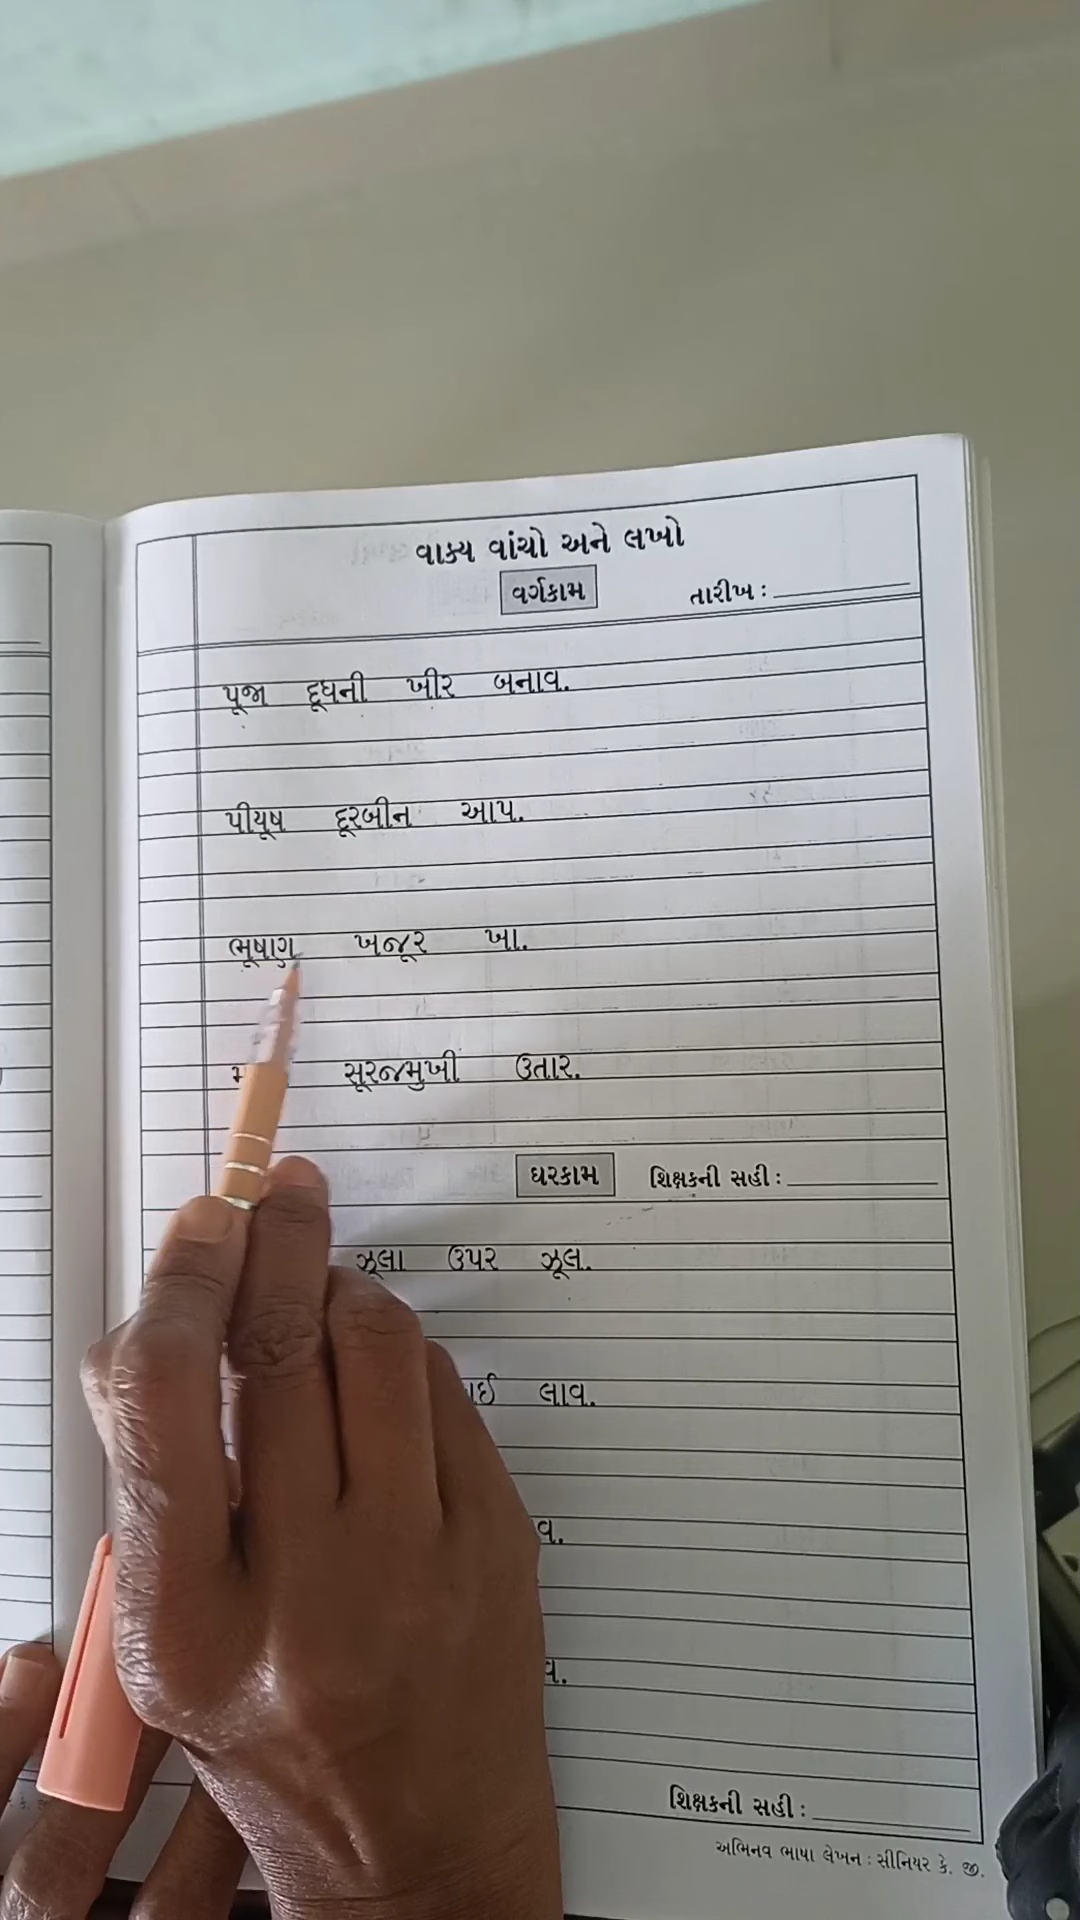 વાક્ય વાંચો અને લખો
વર્ગકામ
તારીખ :
પૂજા દૂધની ખીર બનાવ.
પીયૂષ દૂરબીન આપ.
ભૂષાણ ખજૂર ખા.
સૂરજમુખી ઉતાર.
ઘરકામ શિક્ષકની સહી :
ઝૂલા ઉપર ઝૂલ.
લાવ.
શિક્ષકની સહી :
અભિનવ ભાષા લેખન : સીનિયર કે. જી.